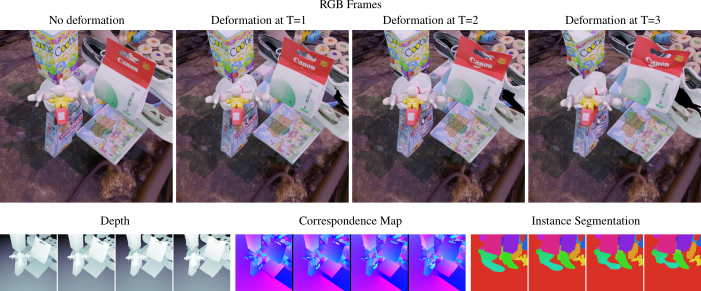 RGB Frames
No deformation
Deformation at T=1
Deformation at T=2
Deformation at T=3
Canon
Canon
Canon
Canon
Depth
Correspondence Map
Instance Segmentation